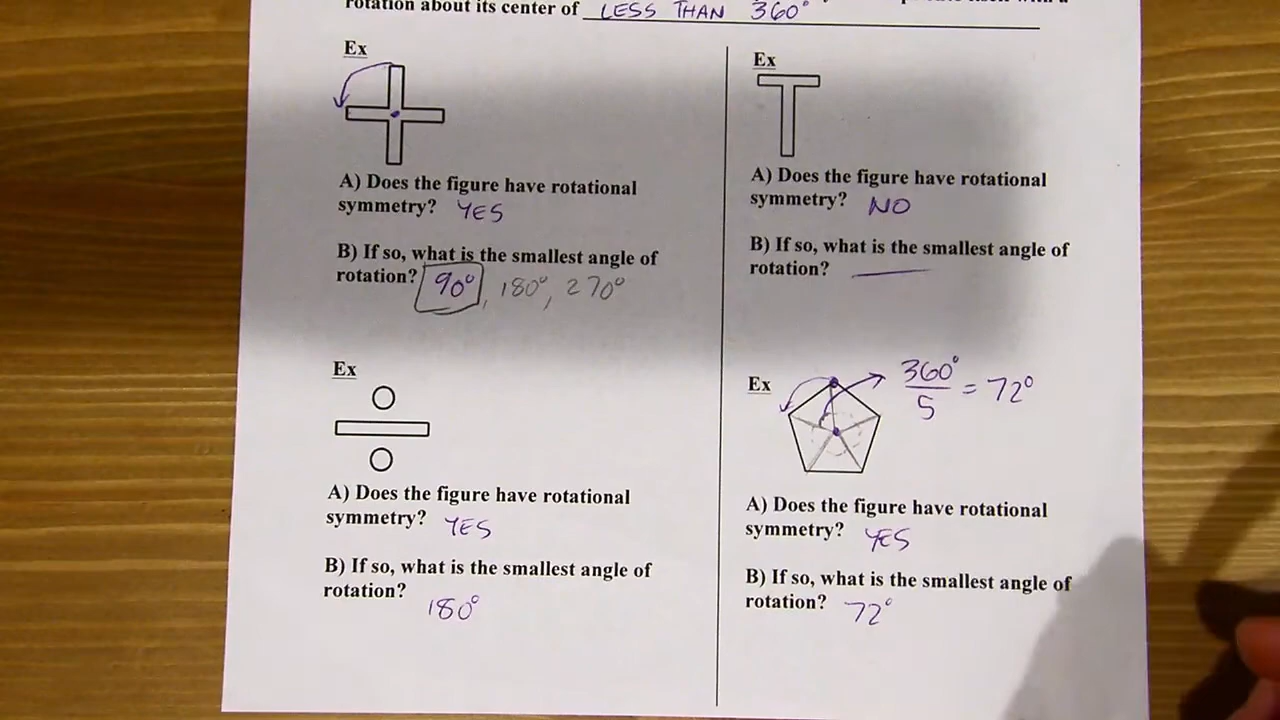 rotation about its center of LESS THAN 360°
Ex
A) Does the figure have rotational
symmetry? YES
B) If so, what is the smallest angle of
rotation? 90°, 180°, 270°
Ex
A) Does the figure have rotational
symmetry? NO
B) If so, what is the smallest angle of
rotation?
Ex
A) Does the figure have rotational
symmetry? YES
B) If so, what is the smallest angle of
rotation?
180°
Ex
360°
5
= 72°
A) Does the figure have rotational
symmetry? YES
B) If so, what is the smallest angle of
rotation? 72°